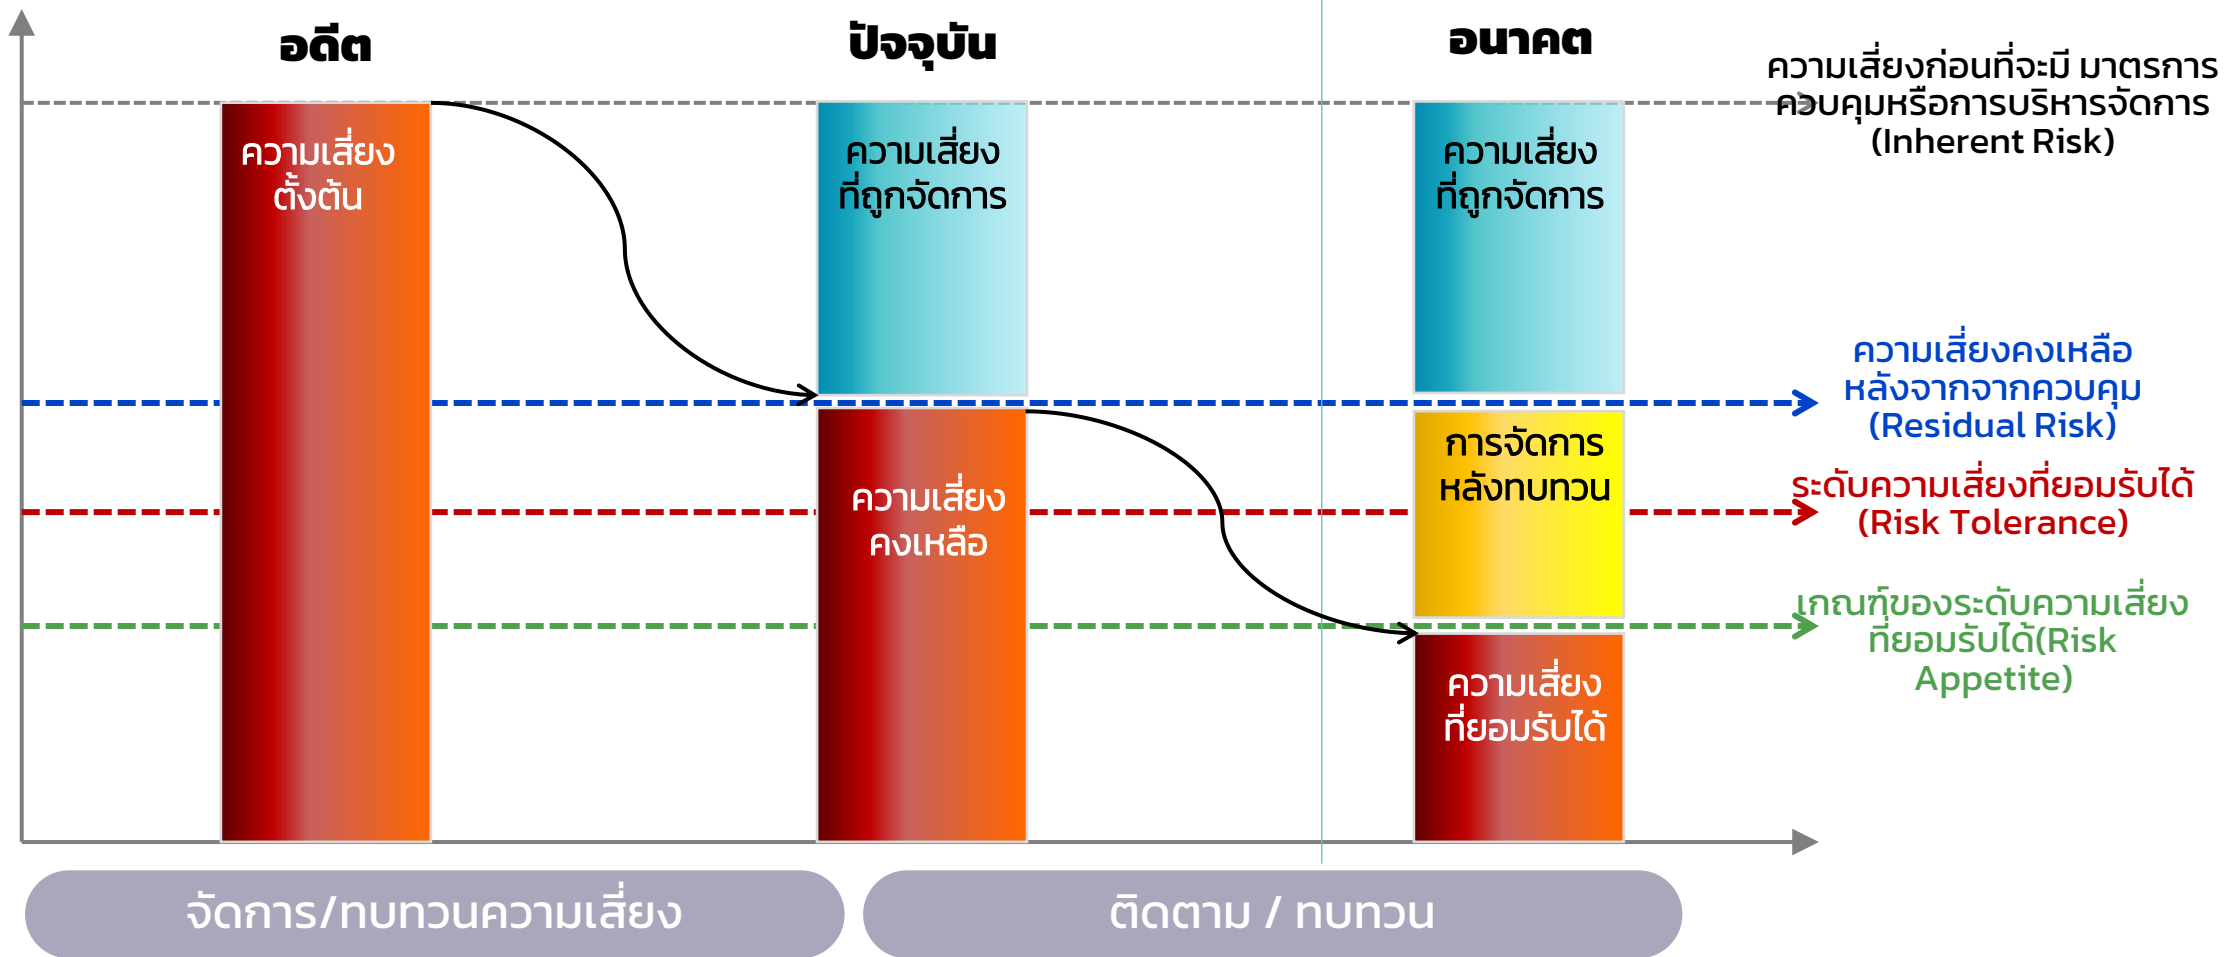 อดีต
ปัจจุบัน
อนาคต
ความเสี่ยงก่อนที่จะมี มาตรการ
ควบคุมหรือการบริหารจัดการ
(Inherent Risk)
ความเสี่ยง
ตั้งต้น
ความเสี่ยง
ที่ถูกจัดการ
ความเสี่ยง
ที่ถูกจัดการ
ความเสี่ยงคงเหลือ
หลังจากจากควบคุม
(Residual Risk)
ความเสี่ยง
คงเหลือ
การจัดการ
หลังทบทวน
ระดับความเสี่ยงที่ยอมรับได้
(Risk Tolerance)
เกณฑ์ของระดับความเสี่ยง
ที่ยอมรับได้(Risk
Appetite)
ความเสี่ยง
ที่ยอมรับได้
จัดการ/ทบทวนความเสี่ยง
ติดตาม / ทบทวน